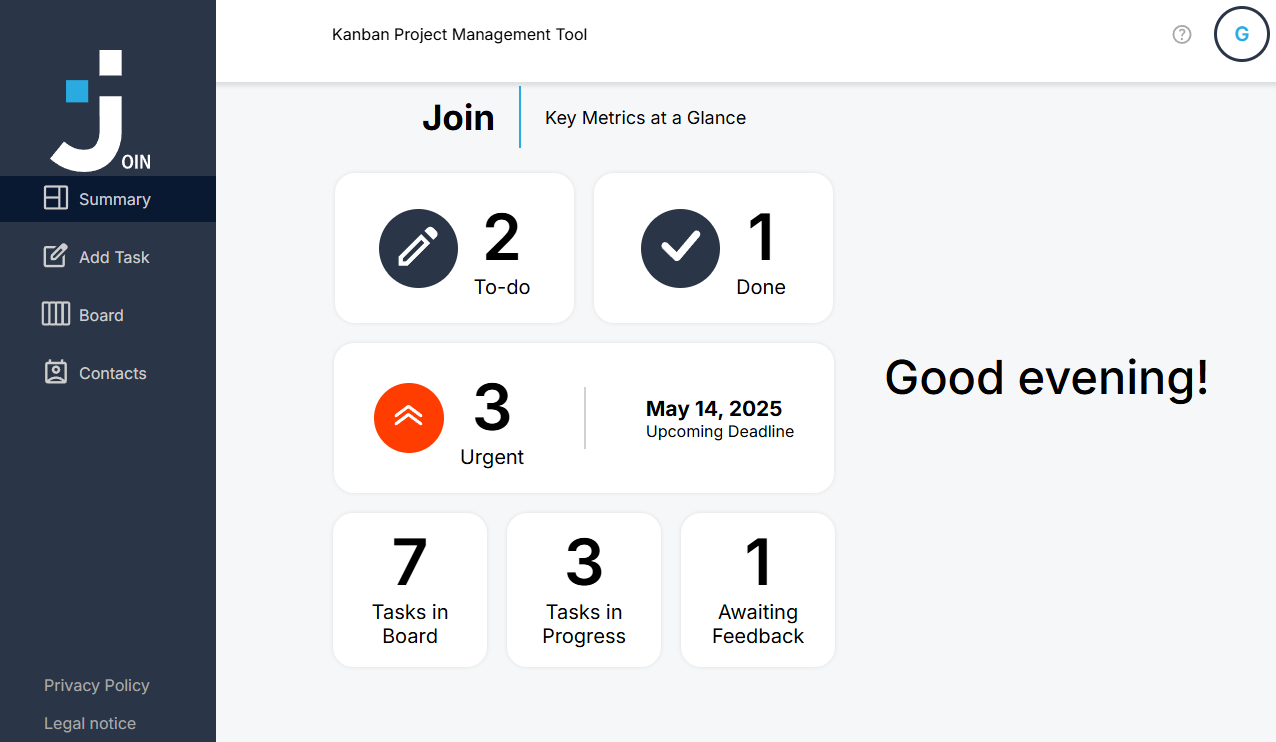 Kanban Project Management Tool
G
OIN
Summary
Add Task
Board
Contacts
Privacy Policy
Legal notice
Join
Key Metrics at a Glance
2
To-do
1
Done
3
Urgent
May 14, 2025
Upcoming Deadline
7
Tasks in
Board
3
Tasks in
Progress
1
Awaiting
Feedback
Good evening!